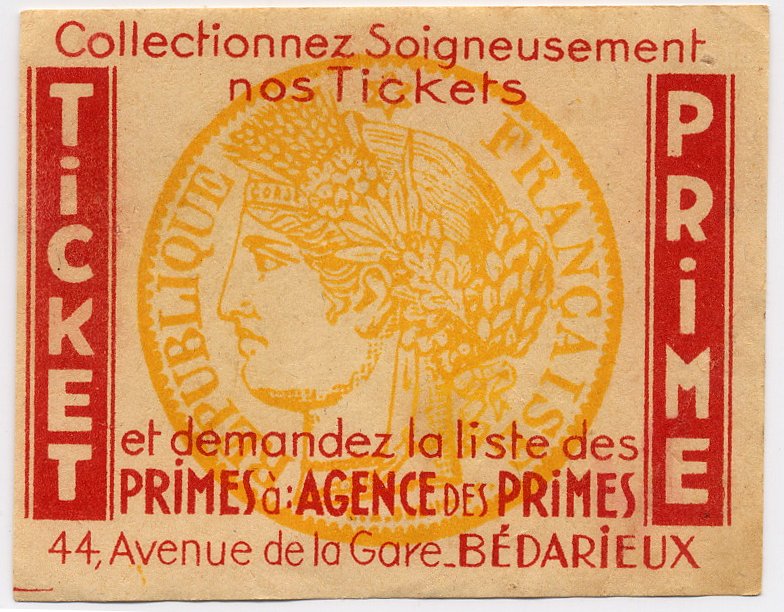 Collectionnez Soigneusement
nos Tickets
TiCKET
PRiME
RÉPUBLIQUE FRANÇAISE
et demandez la liste des
PRiMES à: AGENCE DES PRiMES
44, Avenue de la Gare_BÉDARiEUX